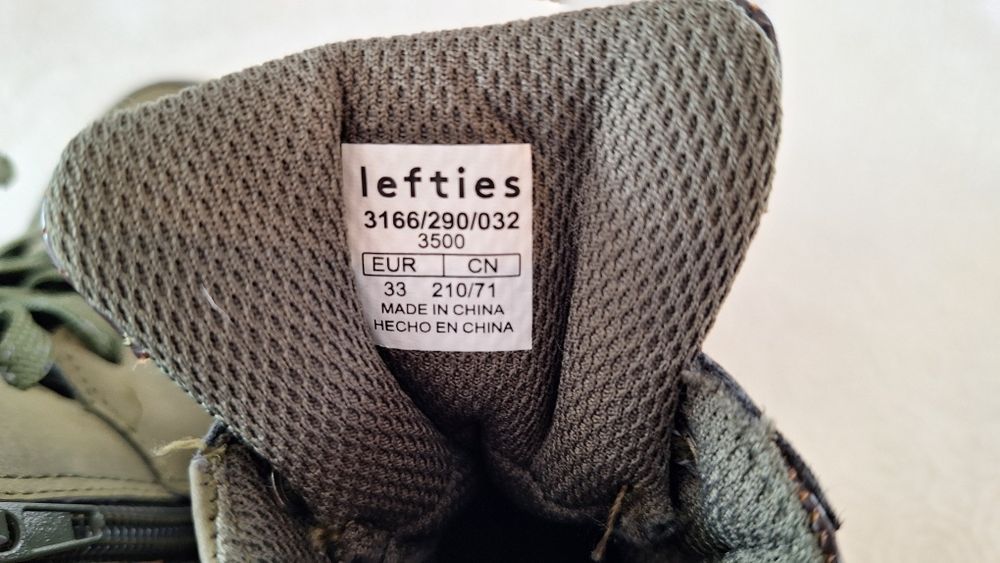 lefties
3166/290/032
3500
EUR CN
33 210/71
MADE IN CHINA
HECHO EN CHINA